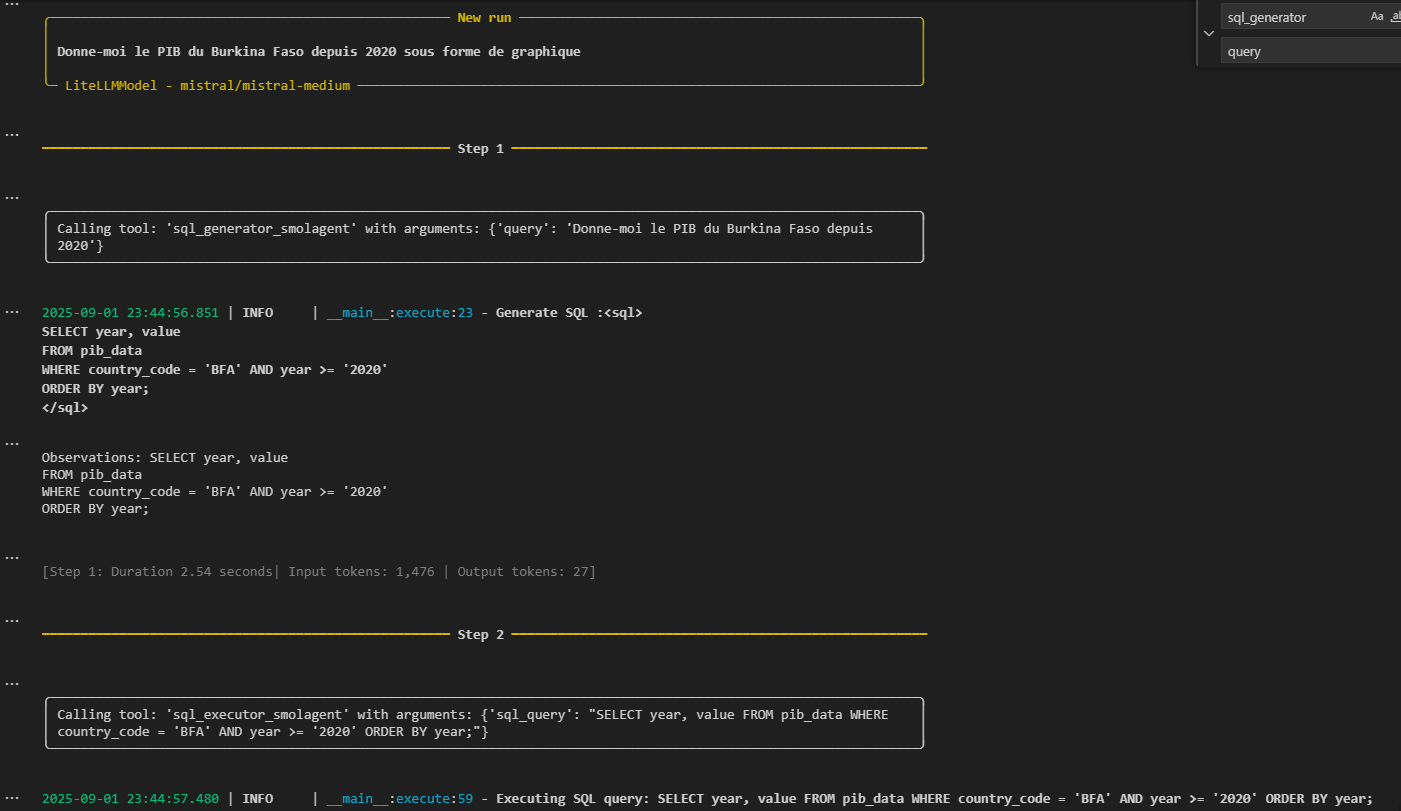 New run
sql_generator
Aa
query
Donne-moi le PIB du Burkina Faso depuis 2020 sous forme de graphique
LiteLLMModel - mistral/mistral-medium
Step 1
Calling tool: 'sql_generator_smolagent' with arguments: {'query': 'Donne-moi le PIB du Burkina Faso depuis
2020'}
2025-09-01 23:44:56.851 | INFO     | __main__:execute:23 - Generate SQL :<sql>
SELECT year, value
FROM pib_data
WHERE country_code = 'BFA' AND year >= '2020'
ORDER BY year;
</sql>
Observations: SELECT year, value
FROM pib_data
WHERE country_code = 'BFA' AND year >= '2020'
ORDER BY year;
[Step 1: Duration 2.54 seconds| Input tokens: 1,476 | Output tokens: 27]
Step 2
Calling tool: 'sql_executor_smolagent' with arguments: {'sql_query': "SELECT year, value FROM pib_data WHERE
country_code = 'BFA' AND year >= '2020' ORDER BY year;"}
2025-09-01 23:44:57.480 | INFO     | __main__:execute:59 - Executing SQL query: SELECT year, value FROM pib_data WHERE country_code = 'BFA' AND year >= '2020' ORDER BY year;